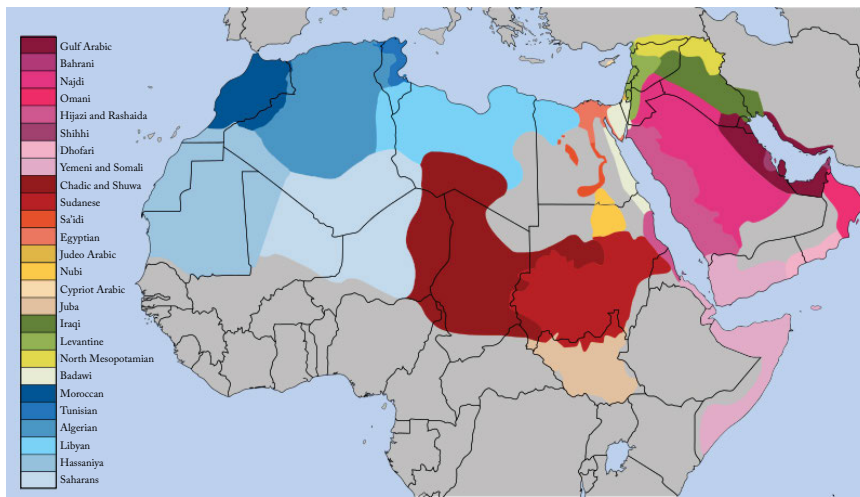 Gulf Arabic
Bahrani
Najdi
Omani
Hijazi and Rashaida
Shihhi
Dhofari
Yemeni and Somali
Chadic and Shuwa
Sudanese
Sa'idi
Egyptian
Judeo Arabic
Nubi
Cypriot Arabic
Juba
Iraqi
Levantine
North Mesopotamian
Badawi
Moroccan
Tunisian
Algerian
Libyan
Hassaniya
Saharans